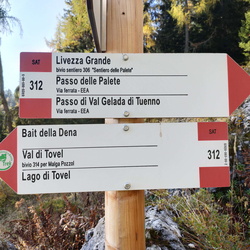 SAT
312
Livezza Grande
bivio sentiero 306 "Sentiero delle Palete"
Passo delle Palete
Via ferrata - EEA
Passo di Val Gelada di Tuenno
Via ferrata - EEA
Bait della Dena
Val di Tovel
bivio 314 per Malga Pozzol
Lago di Tovel
SAT
312